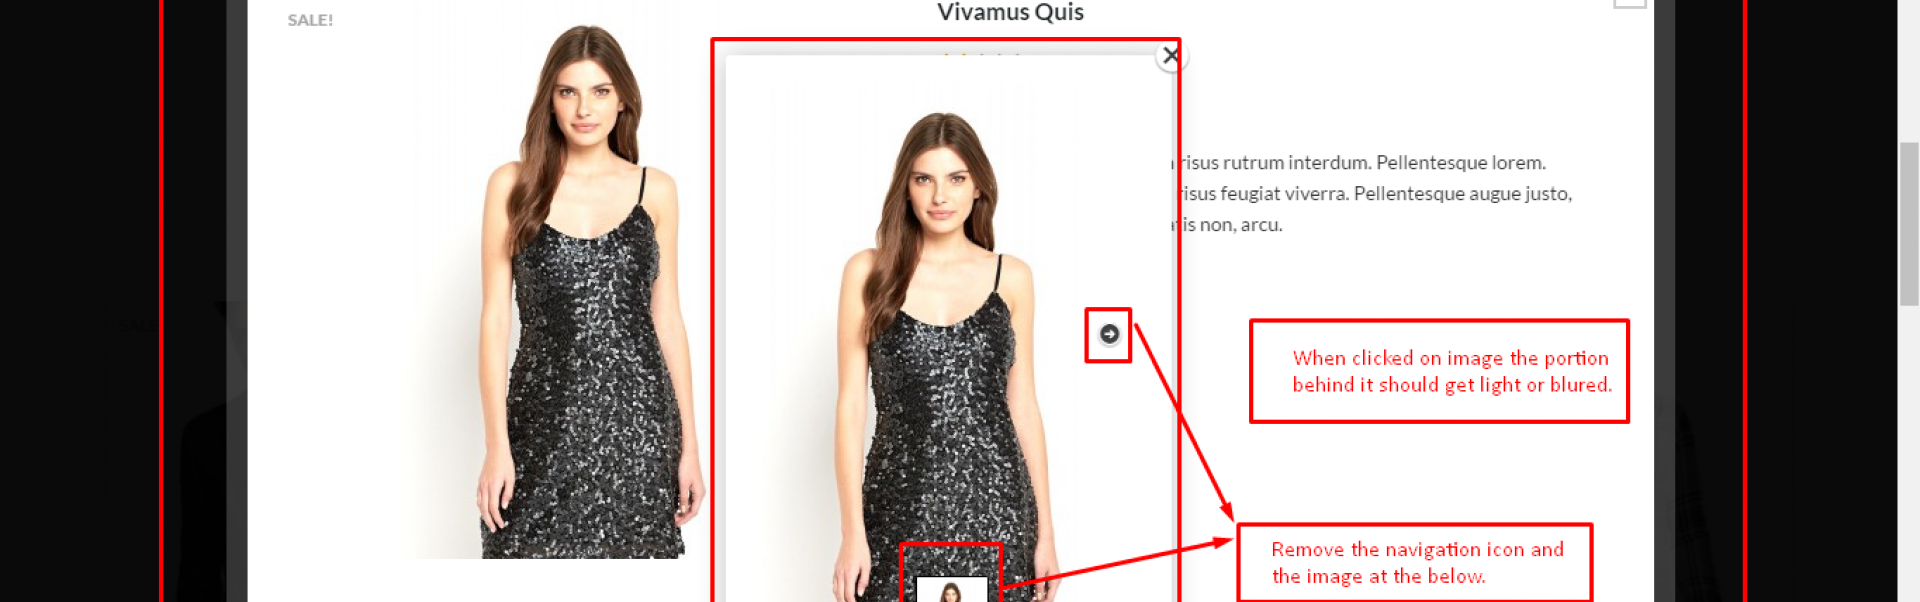 SALE!
Vivamus Quis
risus rutrum interdum. Pellentesque lorem.
risus feugiat viverra. Pellentesque augue justo,
is non, arcu.
SALE
When clicked on image the portion
behind it should get light or blured.
Remove the navigation icon and
the image at the below.